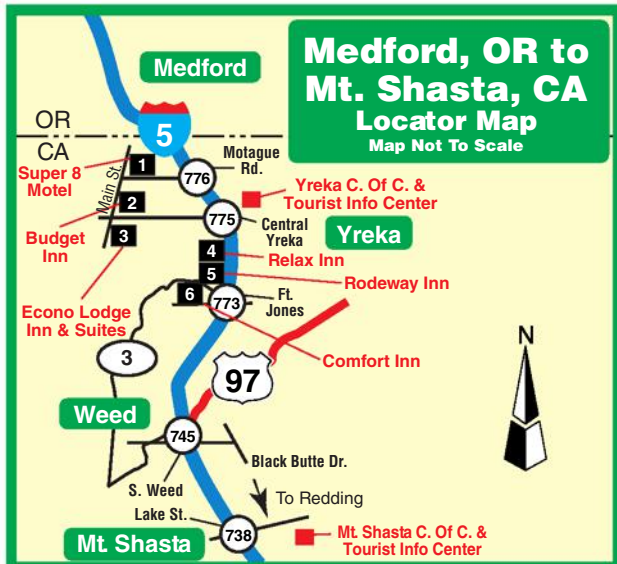 Medford, OR to
Mt. Shasta, CA
Locator Map
Map Not To Scale
Medford
OR
5
CA
Super 8
Motel
1
Main St.
Motague
Rd.
776
Yreka C. Of C. &
Tourist Info Center
2
775
Central
Yreka
Yreka
Budget
Inn
3
4
Relax Inn
5
Rodeway Inn
Econo Lodge
Inn & Suites
6
773
Ft.
Jones
Comfort Inn
3
97
N
Weed
745
S. Weed
Black Butte Dr.
To Redding
Lake St.
738
Mt. Shasta
Mt. Shasta C. Of C. &
Tourist Info Center